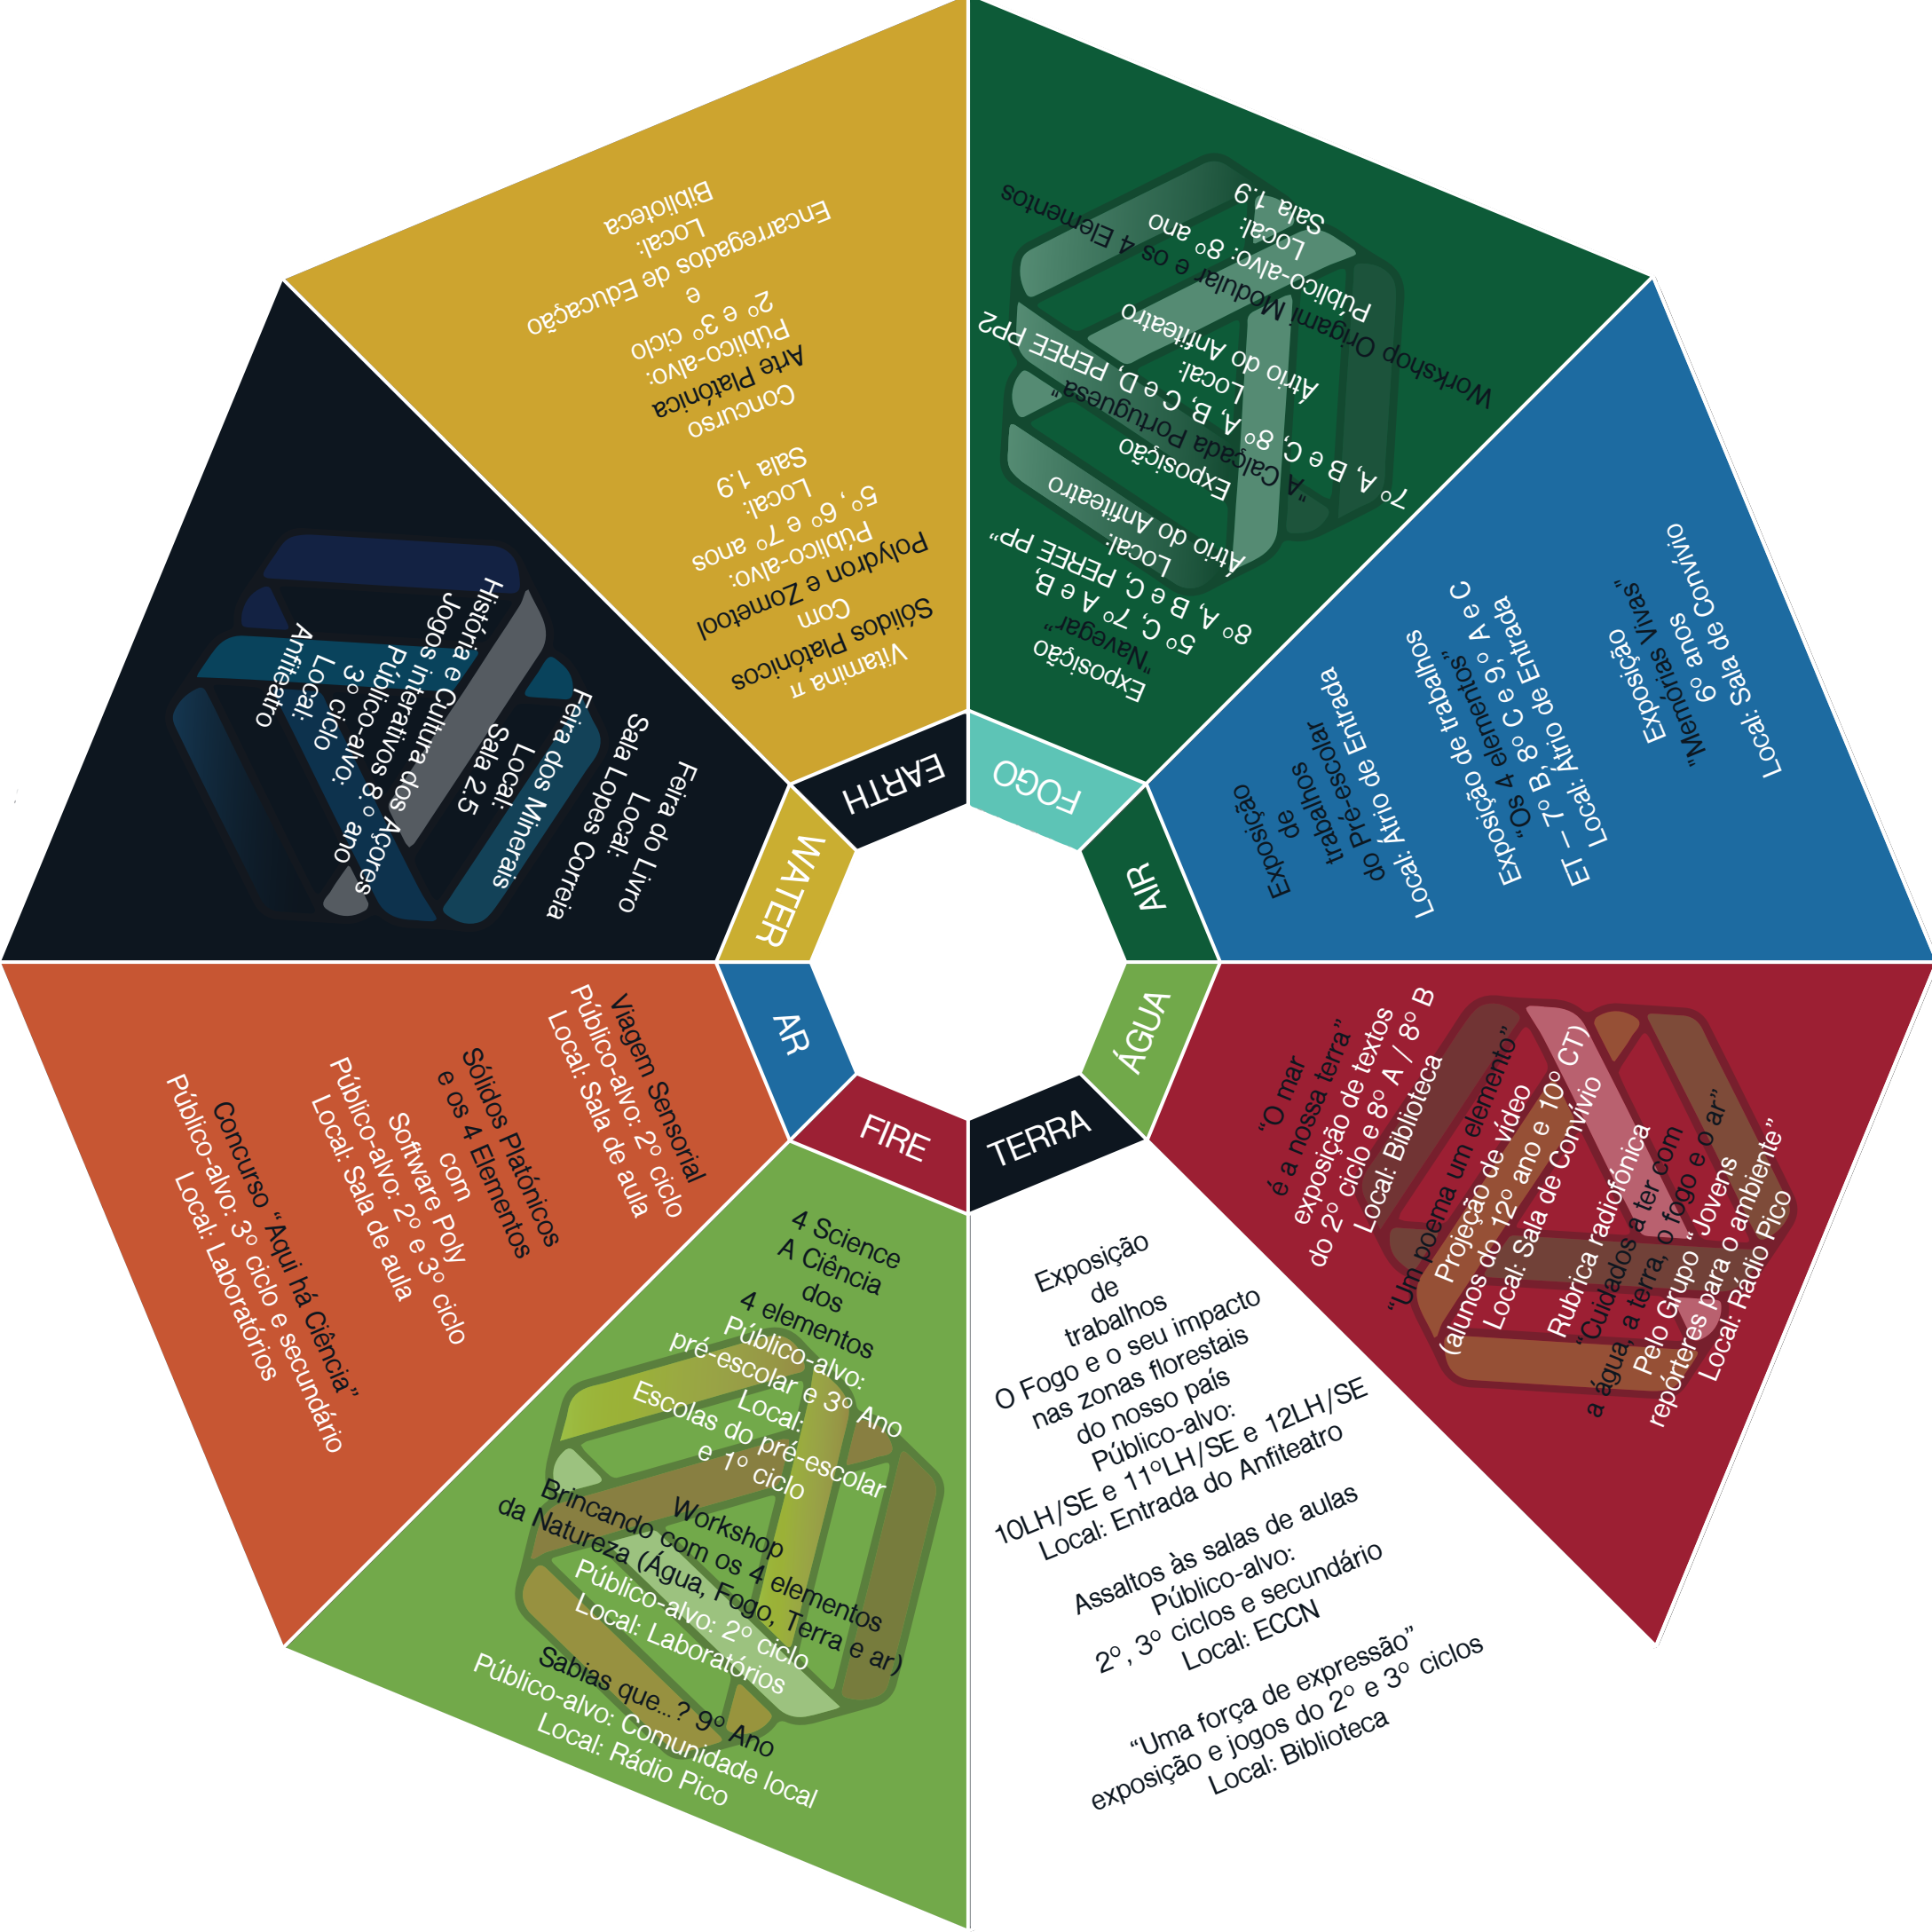 FOGO
Exposição
“Navegar”
5º C, 7º A e B,
8º A, B e C, PEREE PP”
Local:
Átrio do Anfiteatro
Exposição
“A Calçada Portuguesa”
7º A, B e C, 8º A, B, C e D, PEREE PP2
Local:
Átrio do Anfiteatro
Workshop Origami Modular e os 4 Elementos
Público-alvo: 8º ano
Local:
Sala 1.9
AIR
Exposição
de
trabalhos
do Pré-escolar
Local: Átrio de Entrada
Exposição de trabalhos
“Os 4 elementos”
ET – 7º B, 8º C e 9,º A e C
Local: Átrio de Entrada
Exposição
“Memórias Vivas”
6º anos
Local: Sala de Convívio
ÁGUA
“O mar
é a nossa terra”
exposição de textos
do 2º ciclo e 8º A / 8º B
Local: Biblioteca
“Um poema um elemento”
Projeção de vídeo
(alunos do 12º ano e 10º CT)
Local: Sala de Convívio
Rubrica radiofónica
“Cuidados a ter com
a água, a terra, o fogo e o ar”
Pelo Grupo “ Jovens
repórteres para o ambiente”
Local: Rádio Pico
TERRA
Exposição
de
trabalhos
O Fogo e o seu impacto
nas zonas florestais
do nosso país
Público-alvo:
10LH/SE e 11ºLH/SE e 12LH/SE
Local: Entrada do Anfiteatro
Assaltos às salas de aulas
Público-alvo:
2º, 3º ciclos e secundário
Local: ECCN
“Uma força de expressão”
exposição e jogos do 2º e 3º ciclos
Local: Biblioteca
FIRE
4 Science
A Ciência
dos
4 elementos
Público-alvo:
pré-escolar e 3º Ano
Local:
Escolas do pré-escolar
e 1º ciclo
Workshop
Brincando com os 4 elementos
da Natureza (Água, Fogo, Terra e ar)
Público-alvo: 2º ciclo
Local: Laboratórios
Sabias que...? 9º Ano
Público-alvo: Comunidade local
Local: Rádio Pico
AR
Viagem Sensorial
Público-alvo: 2º ciclo
Local: Sala de aula
Sólidos Platónicos
e os 4 Elementos
com
Software Poly
Público-alvo: 2º e 3º ciclo
Local: Sala de aula
Concurso “Aqui há Ciência”
Público-alvo: 3º ciclo e secundário
Local: Laboratórios
WATER
Feira do Livro
Local:
Sala Lopes Correia
Feira dos Minerais
Local:
Sala 2.5
História e Cultura dos Açores
Jogos interativos 8.º ano
Público-alvo:
3º ciclo
Local:
Anfiteatro
EARTH
Vitamina π
Sólidos Platónicos
Com
Polydron e Zometool
Público-alvo:
5º, 6º e 7º anos
Local:
Sala 1.9
Concurso
Arte Platónica
Público-alvo:
2º e 3º ciclo
e
Encarregados de Educação
Local:
Biblioteca